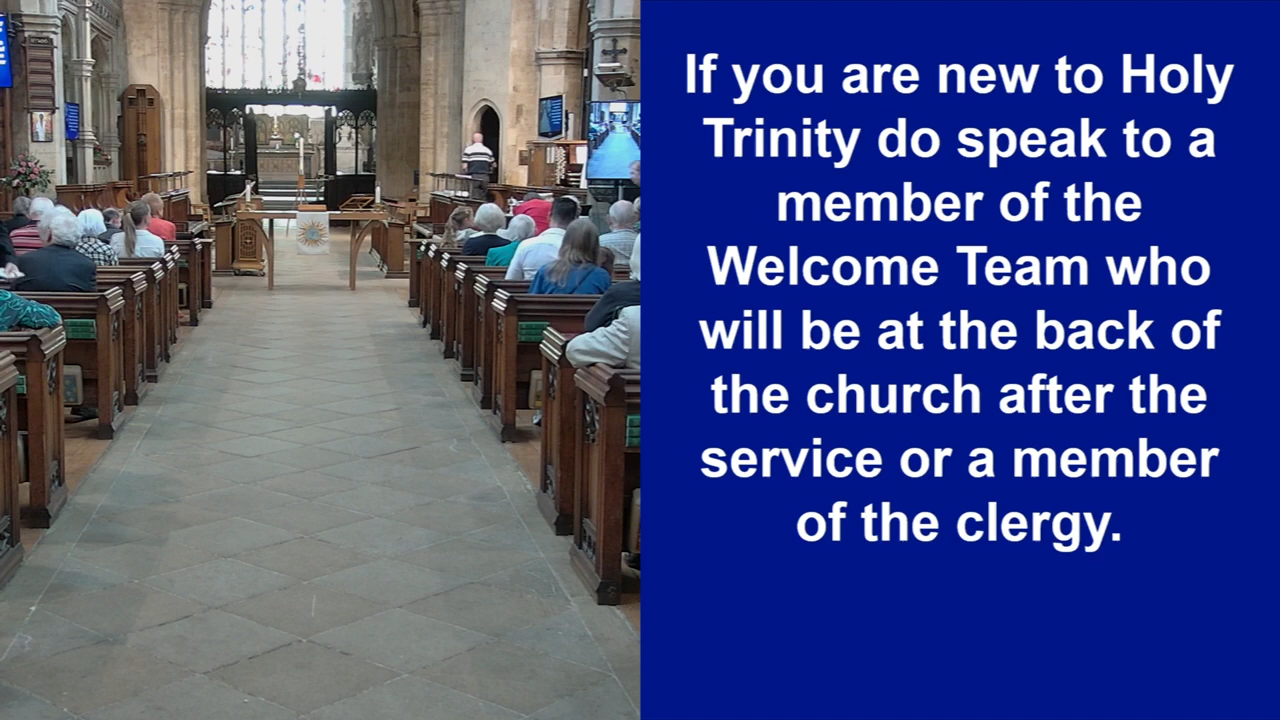 If you are new to Holy
Trinity do speak to a
member of the
Welcome Team who
will be at the back of
the church after the
service or a member
of the clergy.